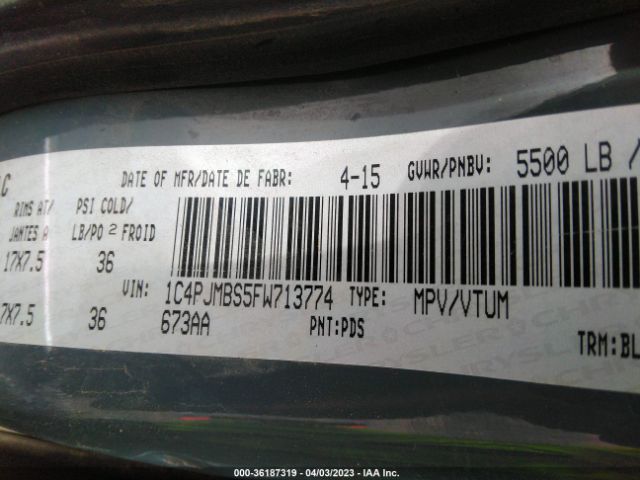 C
DATE OF MFR/DATE DE FABR: 4-15 GVWR/PNBV: 5500 LB /
RIMS AT/ PSI COLD/
JANTES A LB/PO 2 FROID
17X7.5 36
VIN: 1C4PJMBS5FW713774 TYPE: MPV/VTUM
7X7.5 36 673AA PNT:PDS TRM:BL
CHRYSLER
000-36187319 - 04/03/2023 - IAA Inc.